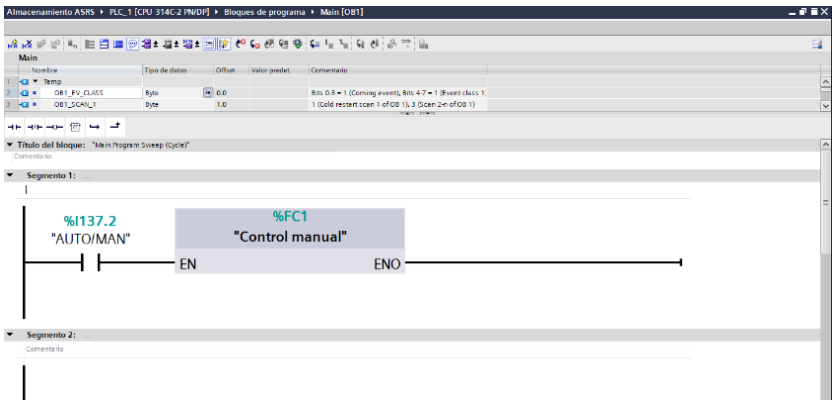 Almacenamiento ASRS ▸ PLC_1 [CPU 314C-2 PN/DP] ▸ Bloques de programa ▸ Main [OB1]
Main
Nombre Tipo de datos Offset Valor predet. Comentario
1 Temp
2 OB1_EV_CLASS Byte 0.0 Bits 0-3 = 1 (Coming event), Bits 4-7 = 1 (Event class 1)
3 OB1_SCAN_1 Byte 1.0 1 (Cold restart scan 1 of OB 1), 3 (Scan 2-n of OB 1)
Título del bloque: "Main Program Sweep (Cycle)"
Comentario
Segmento 1: ...
%I137.2
"AUTO/MAN"
%FC1
"Control manual"
EN ENO
Segmento 2: ...
Comentario